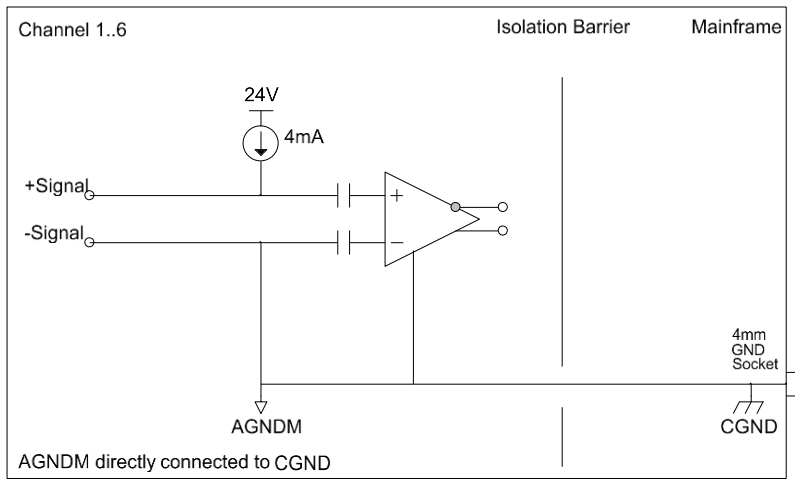 Channel 1..6
Isolation Barrier
Mainframe
24V
4mA
+Signal
+
-Signal
−
4mm
GND
Socket
AGNDM
CGND
AGNDM directly connected to CGND